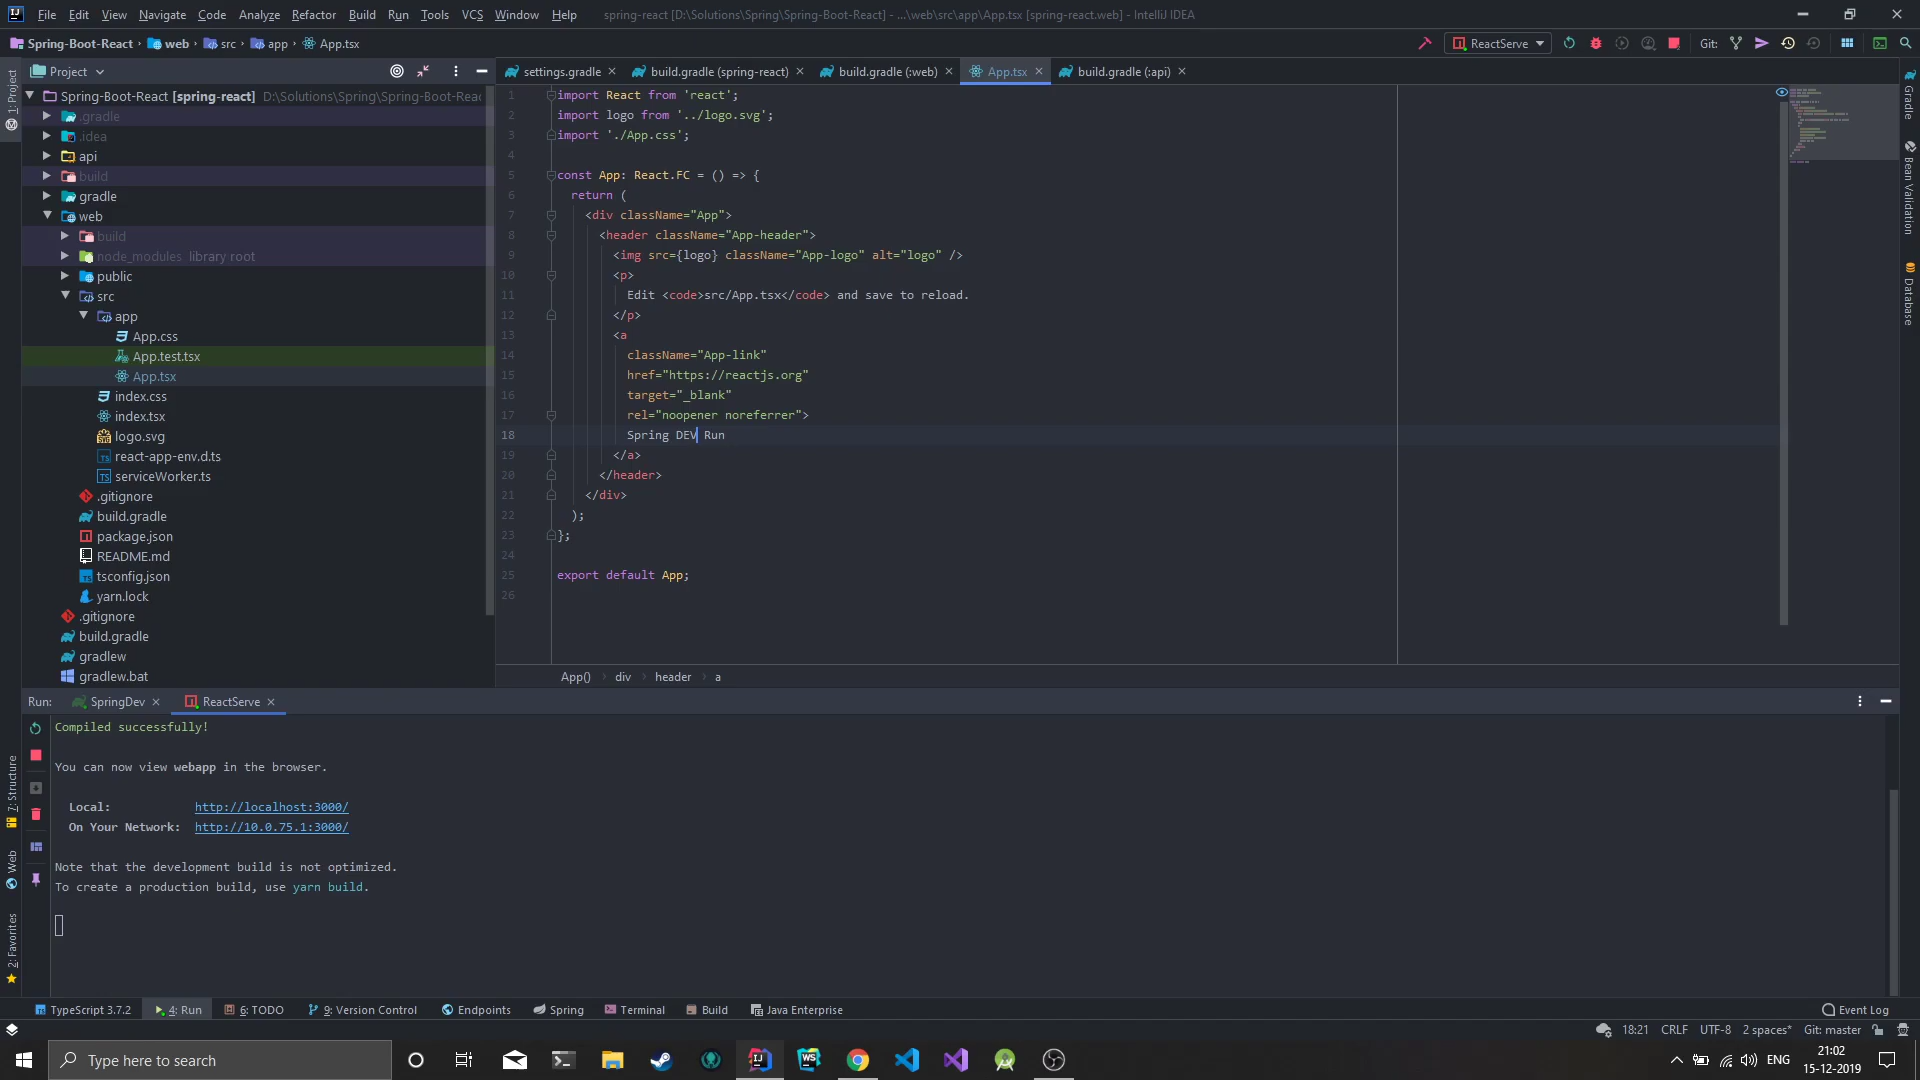 File Edit View Navigate Code Analyze Refactor Build Run Tools VCS Window Help spring-react [D:\Solutions\Spring\Spring-Boot-React] - ...\web\src\app\App.tsx [spring-react.web] - IntelliJ IDEA
Spring-Boot-React › web › src › app › App.tsx ReactServe Git:
Project settings.gradle build.gradle (spring-react) build.gradle (:web) App.tsx build.gradle (:api)
1: Project
Spring-Boot-React [spring-react] D:\Solutions\Spring\Spring-Boot-Reac
.gradle
.idea
api
build
gradle
web
build
node_modules library root
public
src
app
App.css
App.test.tsx
App.tsx
index.css
index.tsx
logo.svg
react-app-env.d.ts
serviceWorker.ts
.gitignore
build.gradle
package.json
README.md
tsconfig.json
yarn.lock
.gitignore
build.gradle
gradlew
gradlew.bat
1 import React from 'react';
2 import logo from '../logo.svg';
3 import './App.css';
4
5 const App: React.FC = () => {
6 return (
7 <div className="App">
8 <header className="App-header">
9 <img src={logo} className="App-logo" alt="logo" />
10 <p>
11 Edit <code>src/App.tsx</code> and save to reload.
12 </p>
13 <a
14 className="App-link"
15 href="https://reactjs.org"
16 target="_blank"
17 rel="noopener noreferrer">
18 Spring DEV Run
19 </a>
20 </header>
21 </div>
22 );
23 };
24
25 export default App;
26
App() › div › header › a
Gradle
Bean Validation
Database
Run: SpringDev ReactServe
Compiled successfully!
You can now view webapp in the browser.
Local: http://localhost:3000/
On Your Network: http://10.0.75.1:3000/
Note that the development build is not optimized.
To create a production build, use yarn build.
7: Structure
Web
2: Favorites
TypeScript 3.7.2 4: Run 6: TODO 9: Version Control Endpoints Spring Terminal Build Java Enterprise Event Log
18:21 CRLF UTF-8 2 spaces* Git: master
Type here to search ENG 21:02
15-12-2019